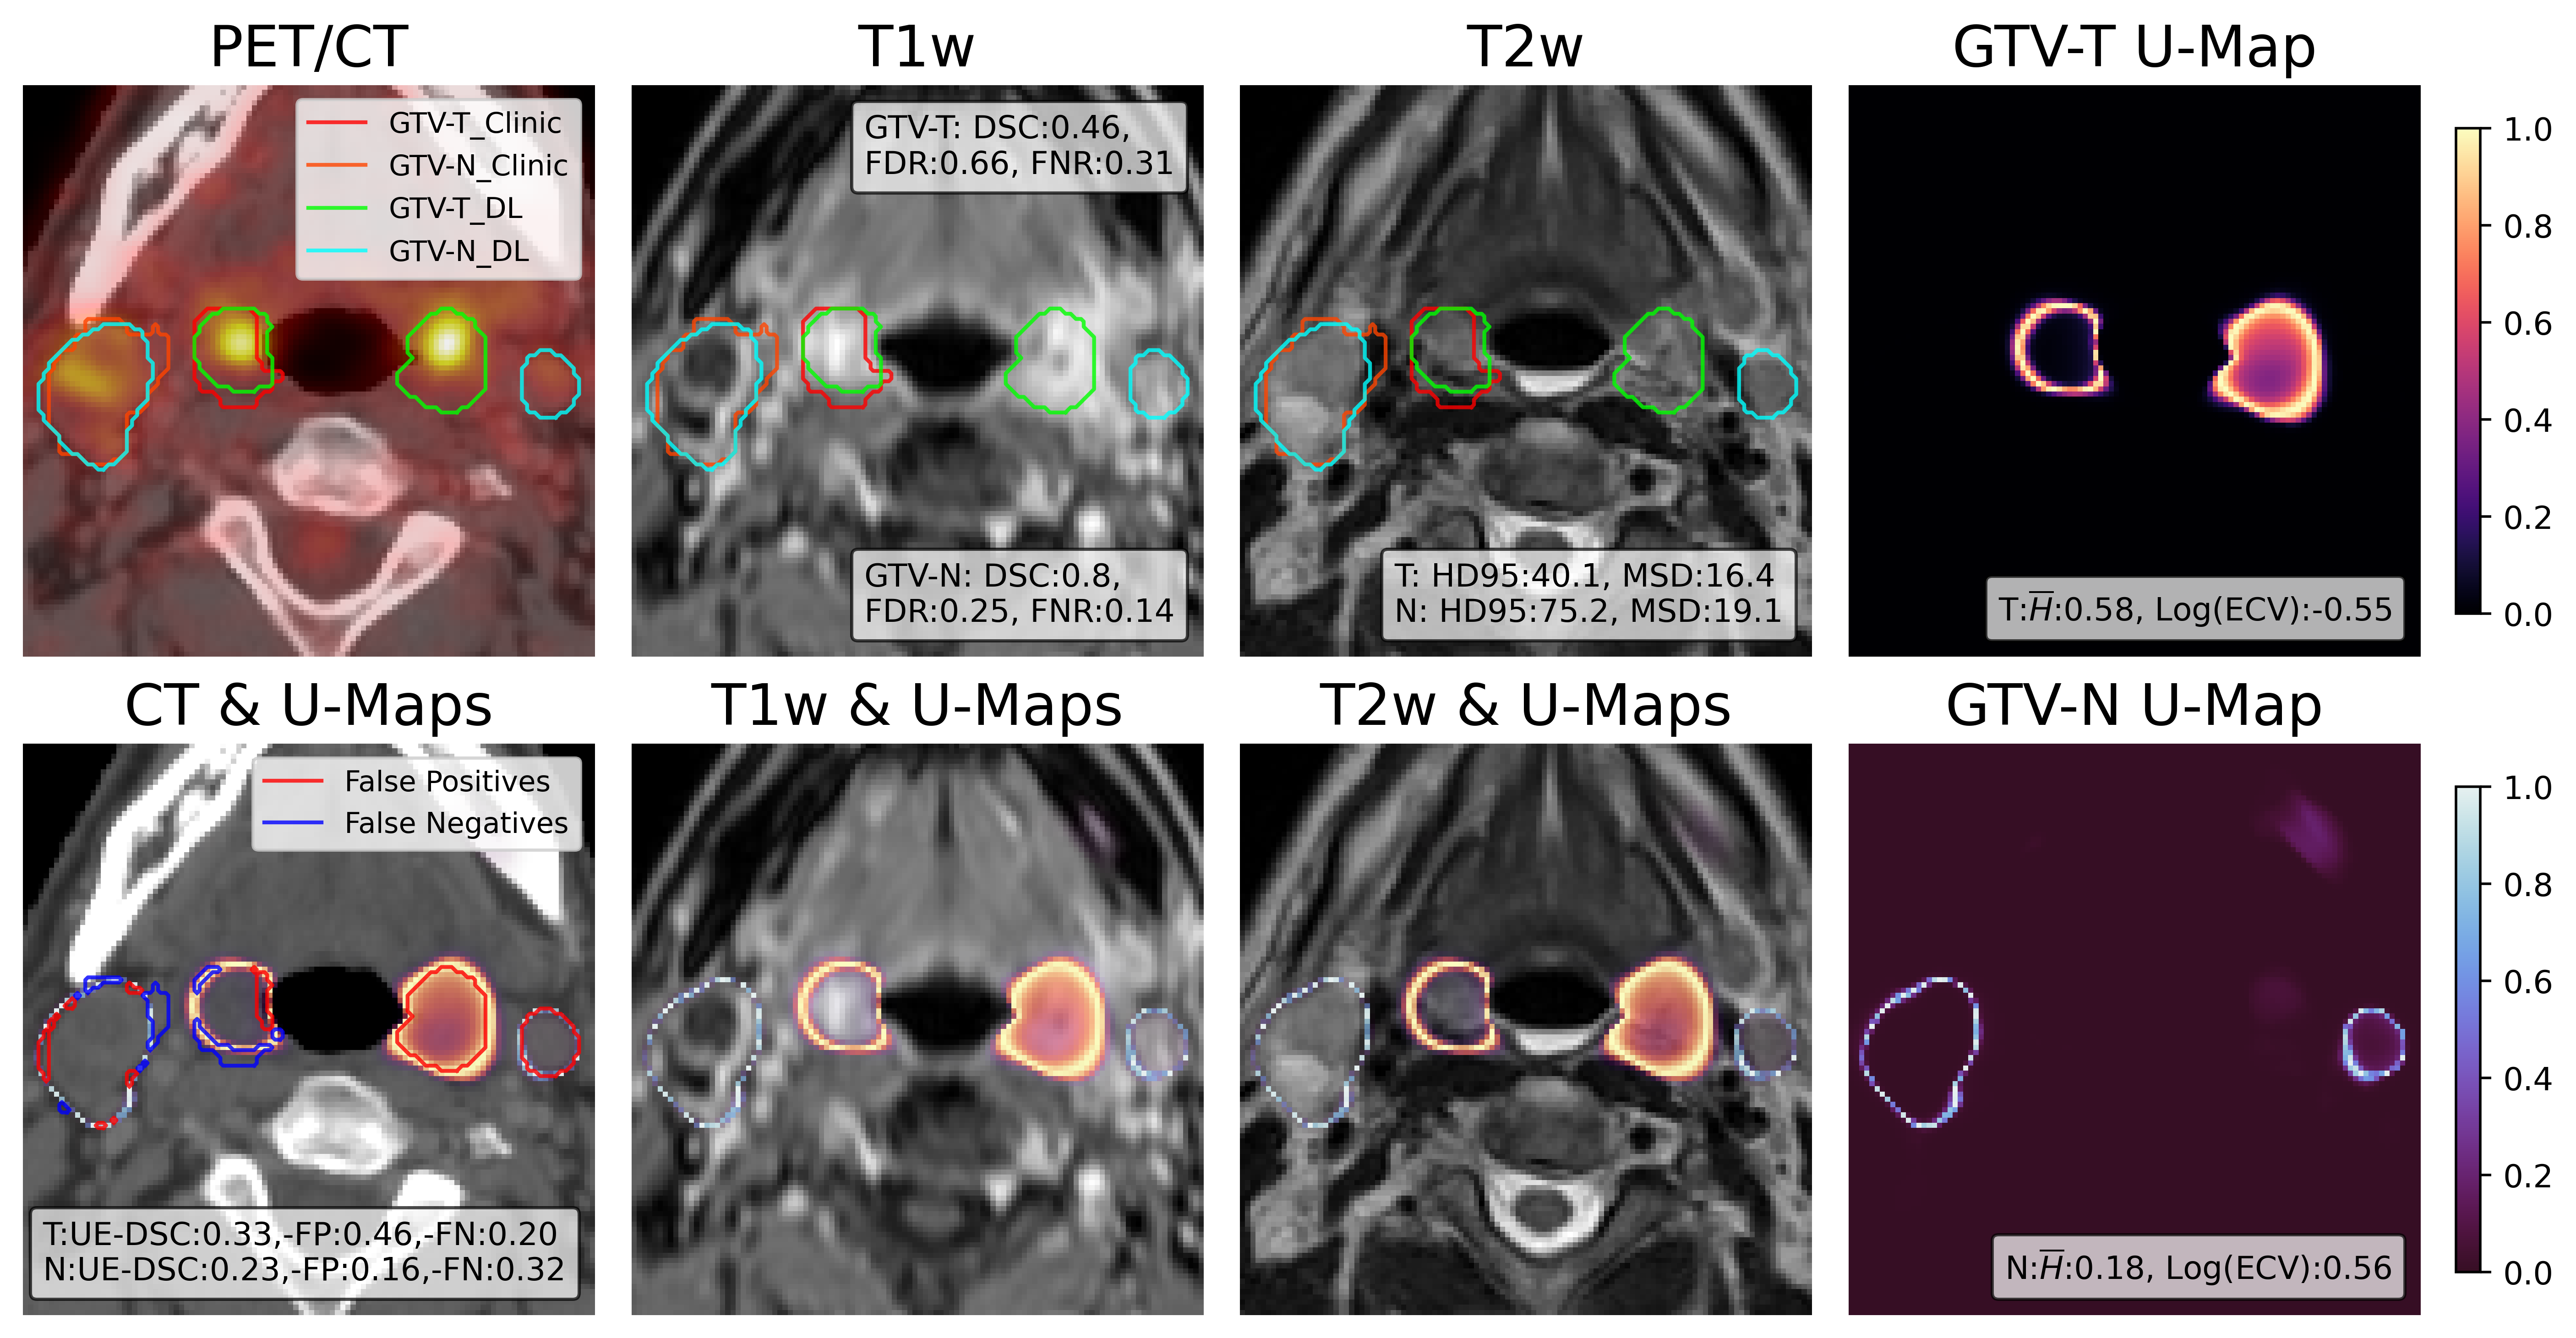 PET/CT
T1w
T2w
GTV-T U-Map
GTV-T_Clinic
GTV-N_Clinic
GTV-T_DL
GTV-N_DL
GTV-T: DSC:0.46,
FDR:0.66, FNR:0.31
GTV-N: DSC:0.8,
FDR:0.25, FNR:0.14
T: HD95:40.1, MSD:16.4
N: HD95:75.2, MSD:19.1
T:H̅:0.58, Log(ECV):-0.55
1.0
0.8
0.6
0.4
0.2
0.0
CT & U-Maps
T1w & U-Maps
T2w & U-Maps
GTV-N U-Map
False Positives
False Negatives
T:UE-DSC:0.33,-FP:0.46,-FN:0.20
N:UE-DSC:0.23,-FP:0.16,-FN:0.32
N:H̅:0.18, Log(ECV):0.56
1.0
0.8
0.6
0.4
0.2
0.0